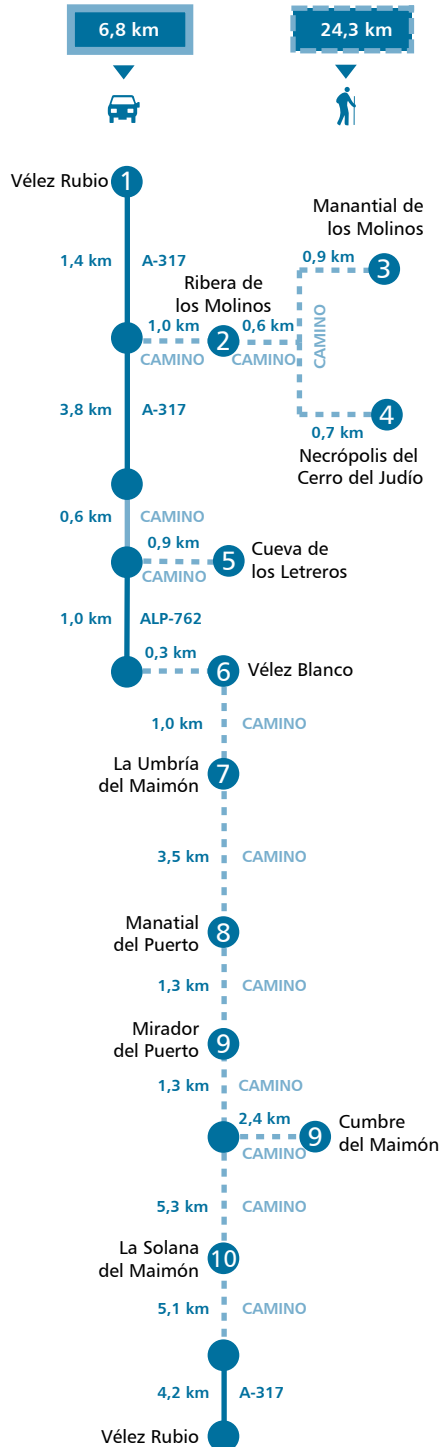 6,8 km
24,3 km
Vélez Rubio
1
1,4 km
A-317
Manantial de
los Molinos
0,9 km
3
Ribera de
los Molinos
1,0 km
CAMINO
2
0,6 km
CAMINO
CAMINO
4
0,7 km
Necrópolis del
Cerro del Judío
3,8 km
A-317
0,6 km
CAMINO
0,9 km
CAMINO
5
Cueva de
los Letreros
1,0 km
ALP-762
0,3 km
6
Vélez Blanco
1,0 km
CAMINO
La Umbría
del Maimón
7
3,5 km
CAMINO
Manatial
del Puerto
8
1,3 km
CAMINO
Mirador
del Puerto
9
1,3 km
CAMINO
2,4 km
CAMINO
9
Cumbre
del Maimón
5,3 km
CAMINO
La Solana
del Maimón
10
5,1 km
CAMINO
4,2 km
A-317
Vélez Rubio